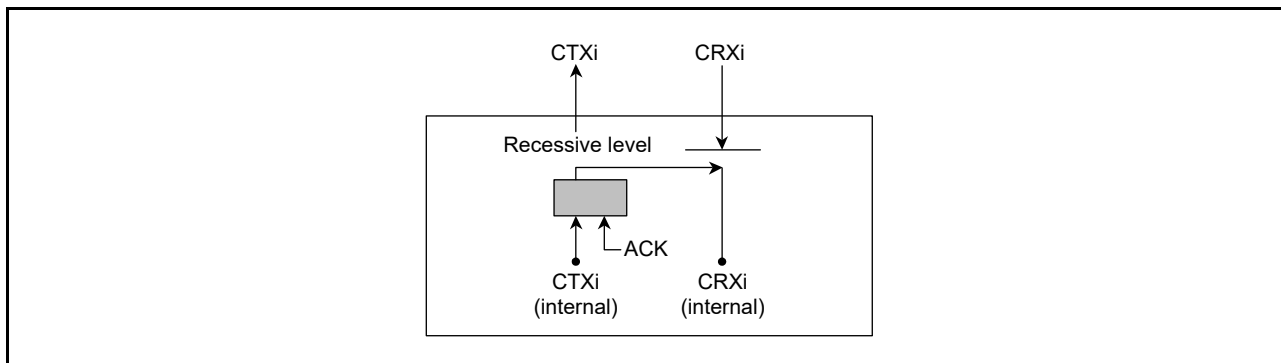 CTXi CRXi
Recessive level
ACK
CTXi CRXi
(internal) (internal)